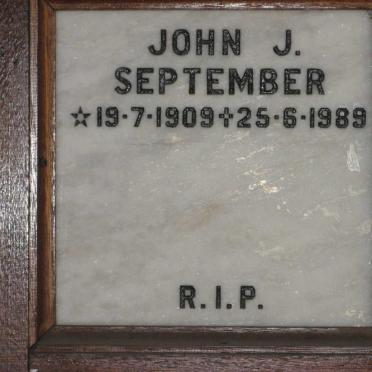 JOHN J.
SEPTEMBER
☆19·7·1909+25·6·1989
R.I.P.